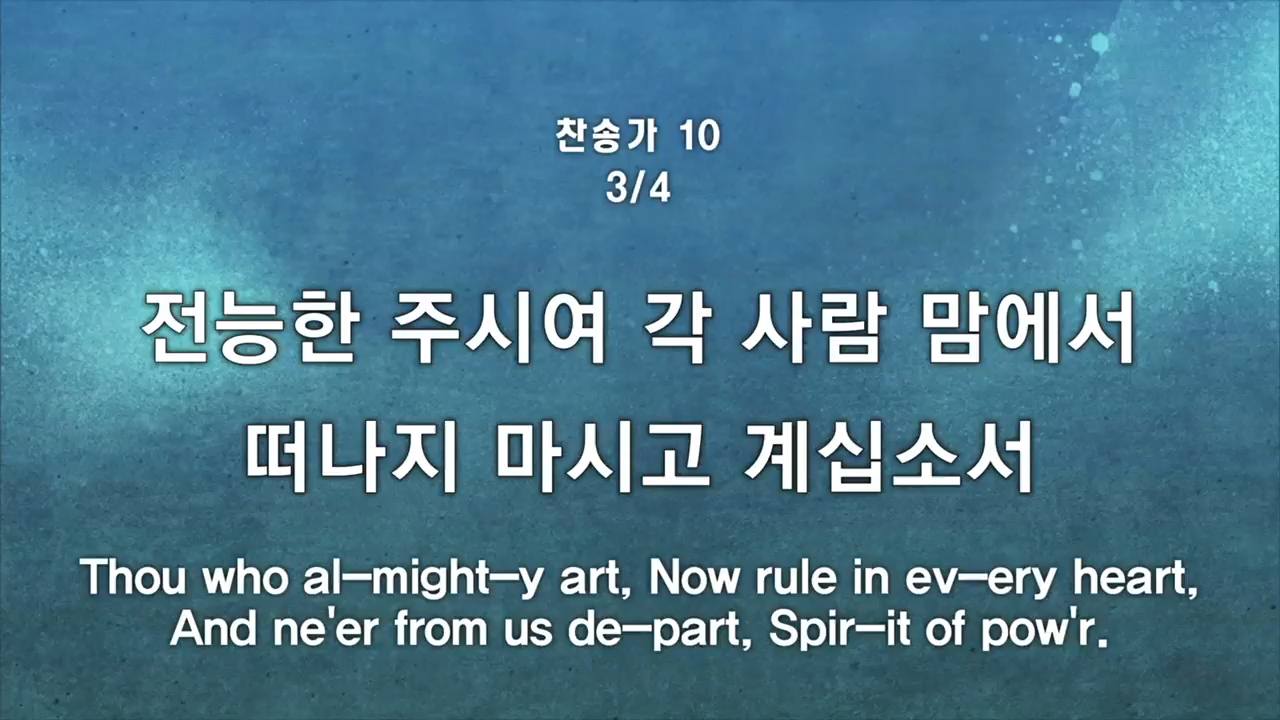 찬송가 10
3/4
전능한 주시여 각 사람 맘에서
떠나지 마시고 계십소서
Thou who al–might–y art, Now rule in ev–ery heart,
And ne'er from us de–part, Spir–it of pow'r.